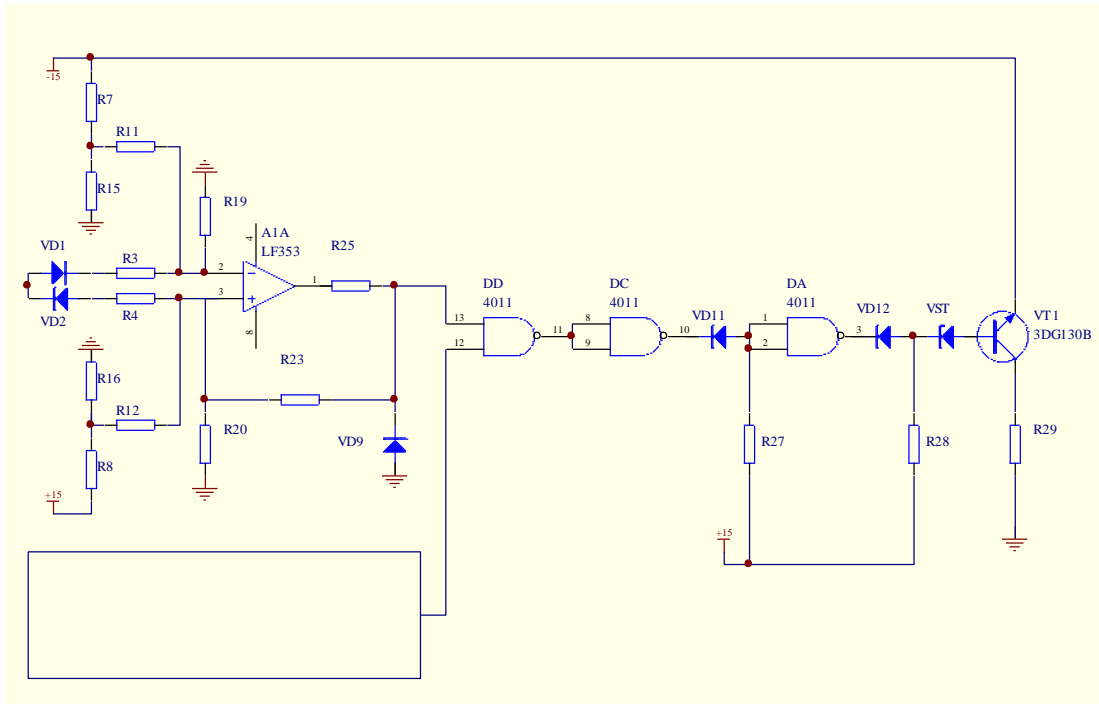 -15
R7
R11
R15
R19
VD1
R3
VD2
R4
A1A
LF353
4
2
3
1
8
R25
R23
R16
R12
R8
+15
R20
VD9
DD
4011
13
12
11
DC
4011
8
9
10
VD11
DA
4011
1
2
3
VD12
VST
VT1
3DG130B
R27
R28
R29
+15